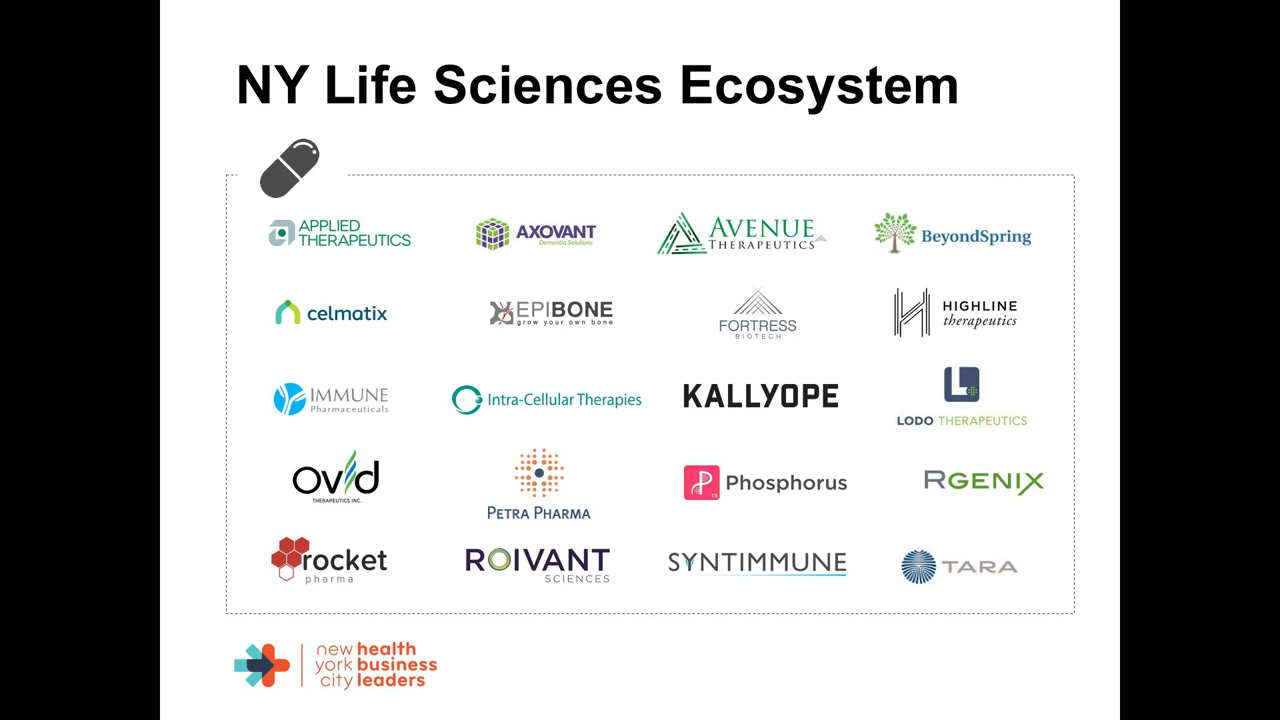 NY Life Sciences Ecosystem
APPLIED
THERAPEUTICS
AXOVANT
Dementia Solutions
AVENUE
THERAPEUTICS
BeyondSpring
celmatix
EPIBONE
grow your own bone
FORTRESS
BIOTECH
HIGHLINE
therapeutics
IMMUNE
Pharmaceuticals
Intra-Cellular Therapies
KALLYOPE
L
LODO THERAPEUTICS
ovid
THERAPEUTICS INC.
PETRA PHARMA
P
15
Phosphorus
RGENIX
rocket
pharma
ROIVANT
SCIENCES
SYNTIMMUNE
TARA
new health
york business
city leaders